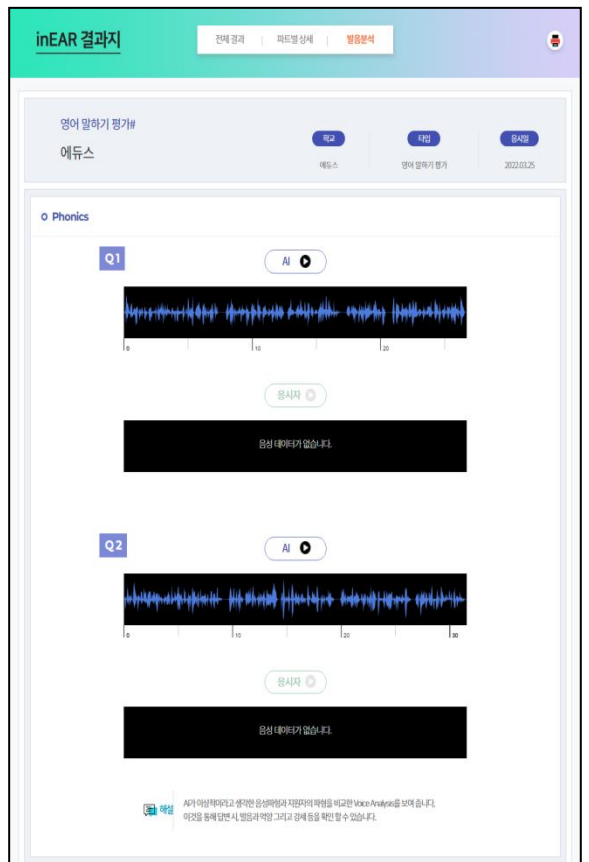 inEAR 결과지
전체 결과 | 파트별 상세 | 발음분석
영어 말하기 평가#
에듀스
학교 타입 응시일
에듀스 영어 말하기 평가 2022.03.25
Phonics
Q1
AI
0 10 20
응시자
음성 데이터가 없습니다.
Q2
AI
0 10 20 30
응시자
음성 데이터가 없습니다.
해설
AI가 이상적이라고 생각한 음성파형과 지원자의 파형을 비교한 Voice Analysis를 보여 줍니다.
이것을 통해 답변 시, 발음과 억양 그리고 강세 등을 확인 할 수 있습니다.